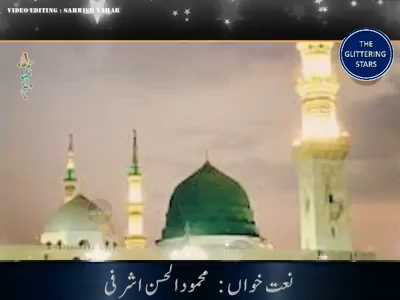 VIDEO EDITING : SAHRISH NAHAR
THE
GLITTERING
STARS
نعت خواں : محمود الحسن اشرفی